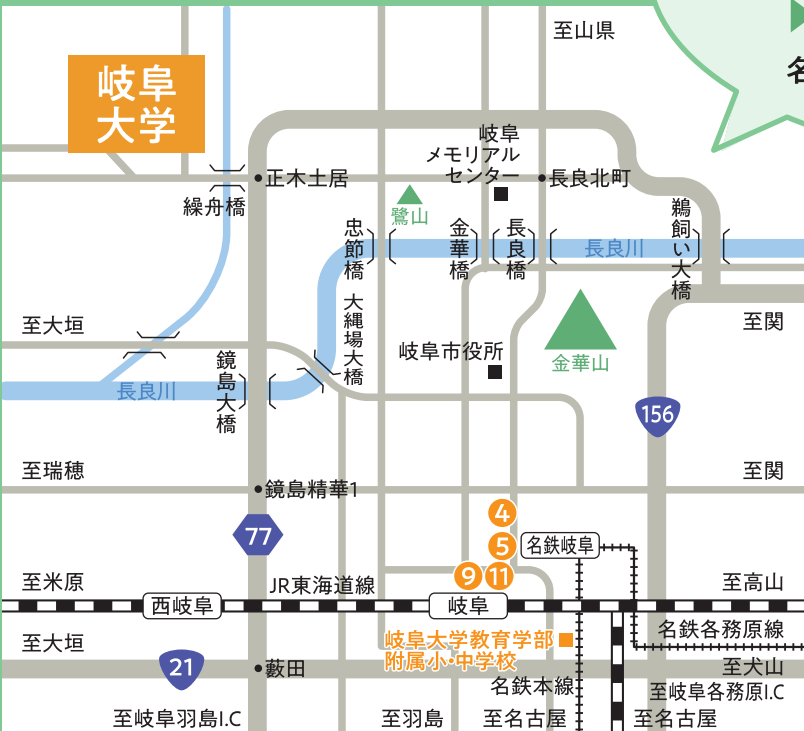 至山県
名
岐阜
大学
岐阜
メモリアル
センター
正木土居
長良北町
繰舟橋
鷺山
忠節橋
金華橋
長良橋
長良川
鵜飼い大橋
至大垣
大縄場大橋
至関
岐阜市役所
金華山
鏡島大橋
長良川
156
至瑞穂
至関
鏡島精華1
4
77
5
名鉄岐阜
9
11
至米原
JR東海道線
至高山
西岐阜
岐阜
名鉄各務原線
至大垣
岐阜大学教育学部
附属小・中学校
21
藪田
至犬山
名鉄本線
至岐阜各務原I.C
至岐阜羽島I.C
至羽島
至名古屋
至名古屋